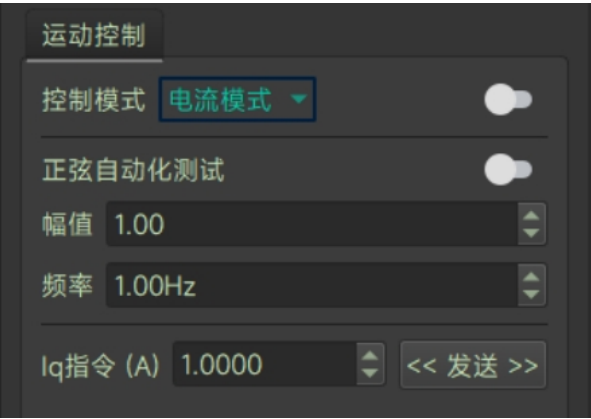 运动控制
控制模式 电流模式
正弦自动化测试
幅值 1.00
频率 1.00Hz
Iq指令 (A) 1.0000 << 发送 >>